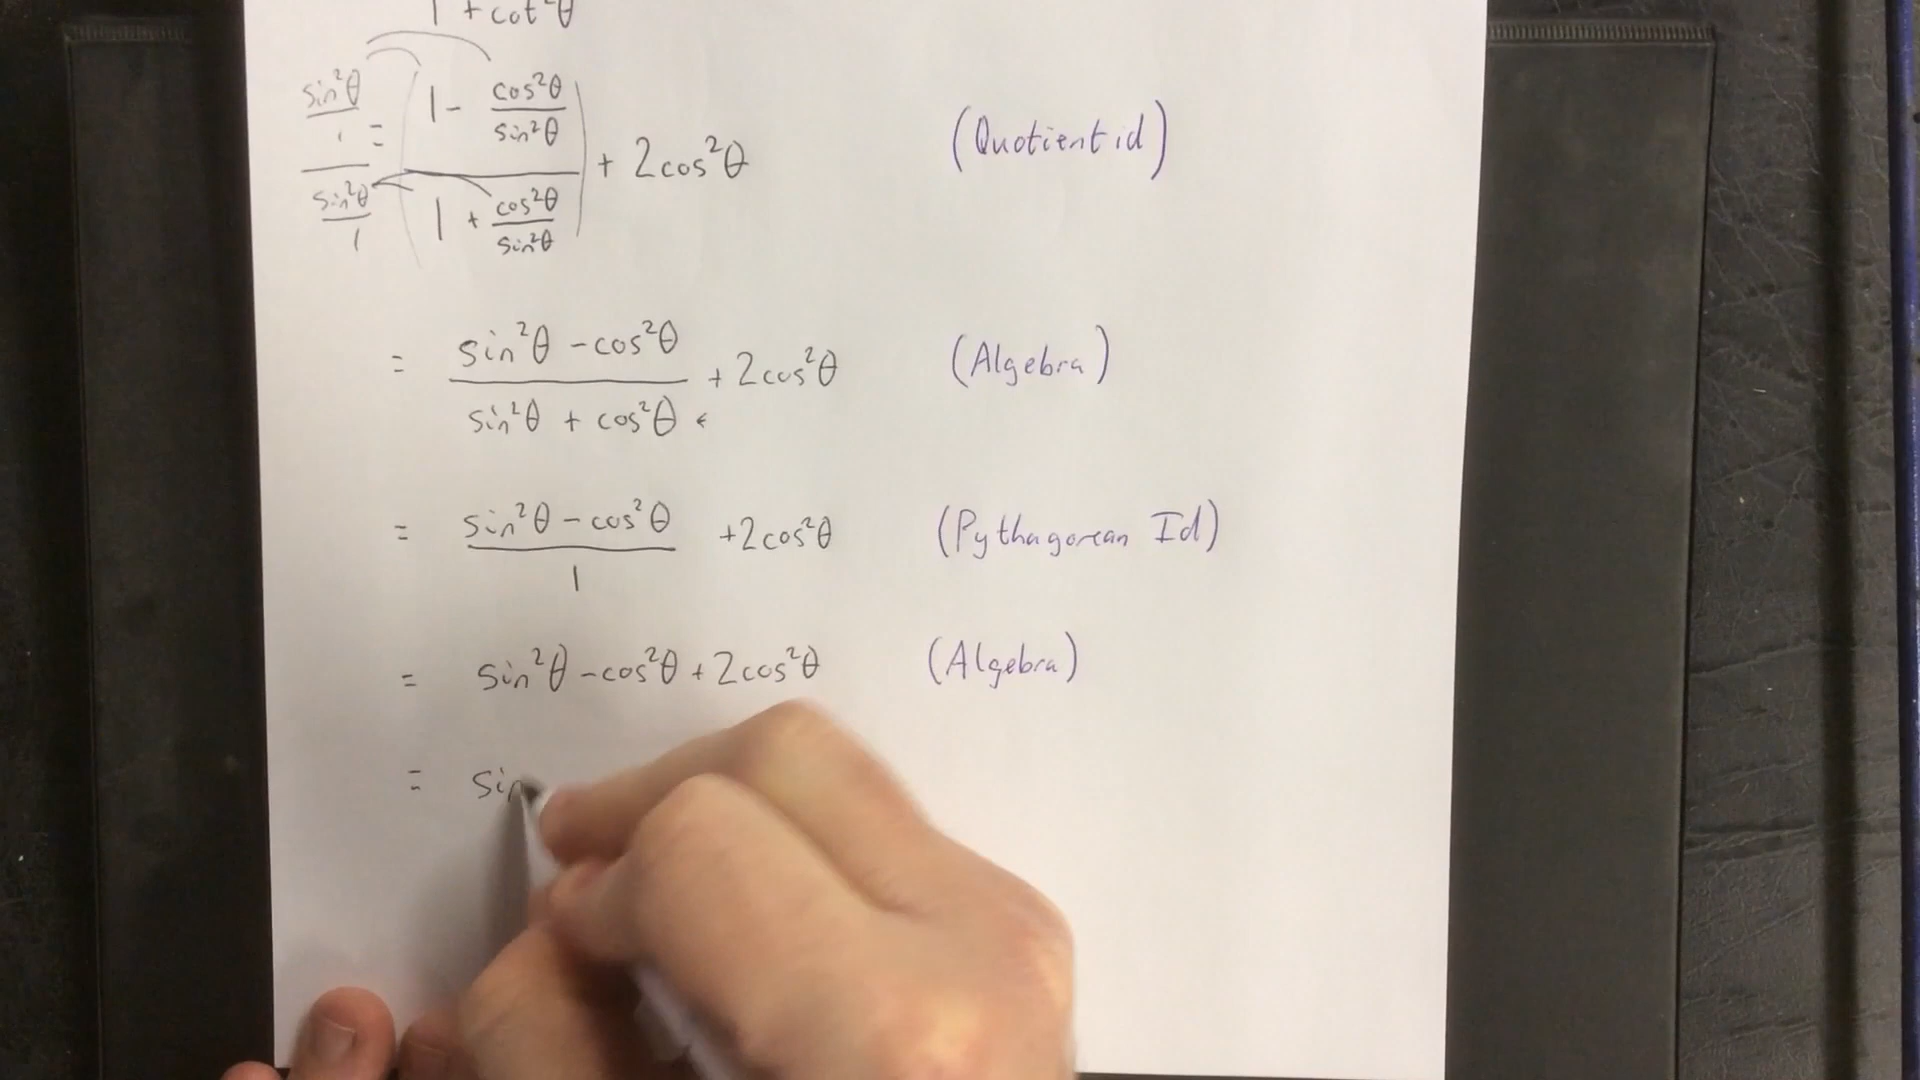 1 + cot²θ
sin²θ/1 / sin²θ/1 = (1 - cos²θ/sin²θ / 1 + cos²θ/sin²θ) + 2cos²θ (Quotient id)
= sin²θ - cos²θ / sin²θ + cos²θ + 2cos²θ (Algebra)
= sin²θ - cos²θ / 1 + 2cos²θ (Pythagorean Id)
= sin²θ - cos²θ + 2cos²θ (Algebra)
= sin